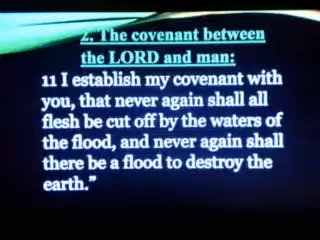 2. The covenant between
the LORD and man:
11 I establish my covenant with
you, that never again shall all
flesh be cut off by the waters of
the flood, and never again shall
there be a flood to destroy the
earth.”